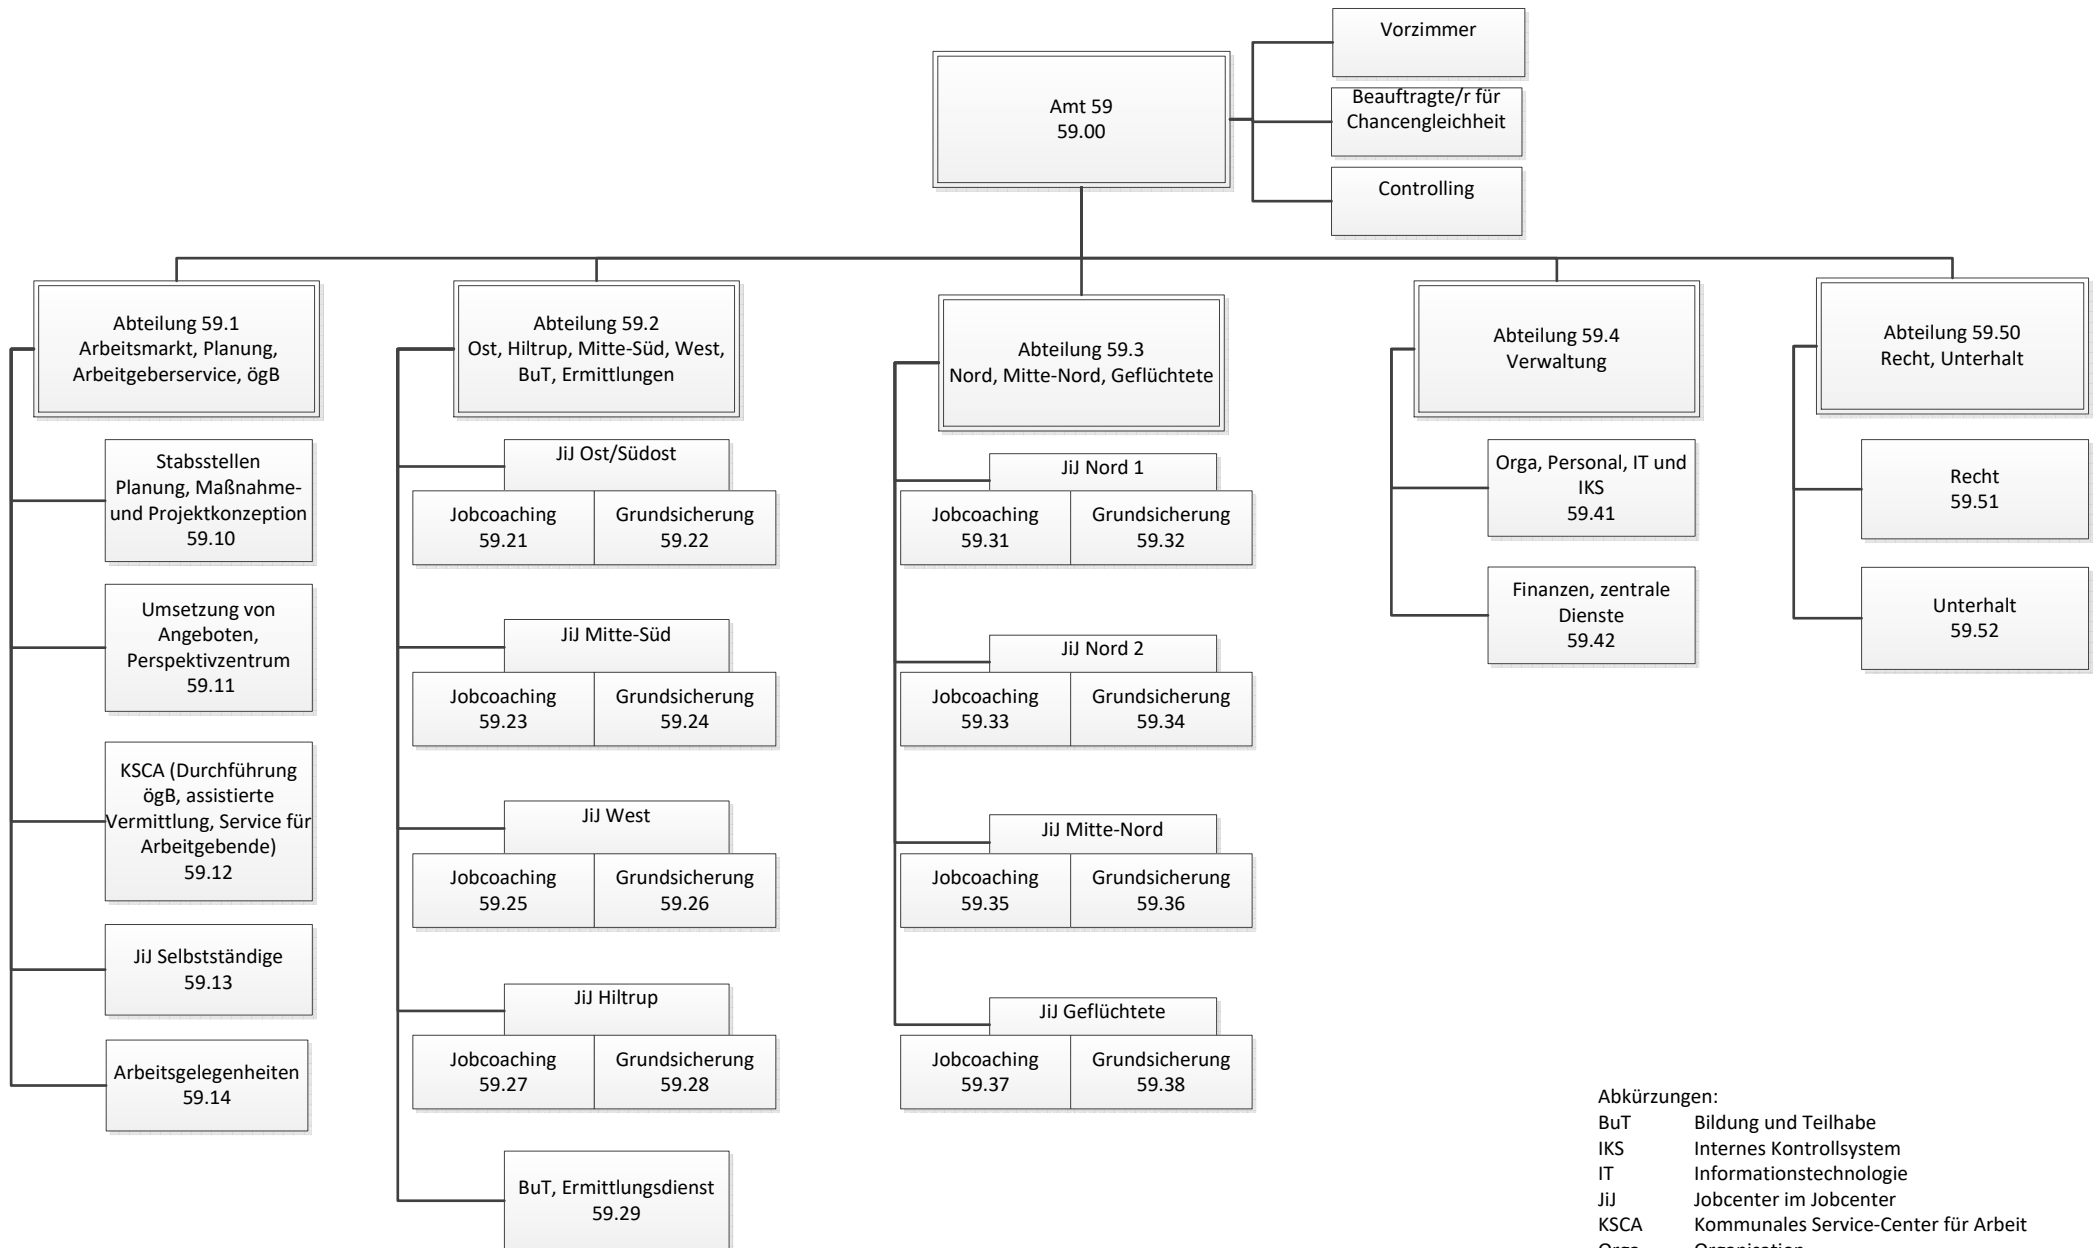 Vorzimmer
Amt 59
59.00
Beauftragte/r für
Chancengleichheit
Controlling
Abteilung 59.1
Arbeitsmarkt, Planung,
Arbeitgeberservice, ögB
Stabsstellen
Planung, Maßnahme-
und Projektkonzeption
59.10
Umsetzung von
Angeboten,
Perspektivzentrum
59.11
KSCA (Durchführung
ögB, assistierte
Vermittlung, Service für
Arbeitgebende)
59.12
JiJ Selbstständige
59.13
Arbeitsgelegenheiten
59.14
Abteilung 59.2
Ost, Hiltrup, Mitte-Süd, West,
BuT, Ermittlungen
JiJ Ost/Südost
Jobcoaching
59.21
Grundsicherung
59.22
JiJ Mitte-Süd
Jobcoaching
59.23
Grundsicherung
59.24
JiJ West
Jobcoaching
59.25
Grundsicherung
59.26
JiJ Hiltrup
Jobcoaching
59.27
Grundsicherung
59.28
BuT, Ermittlungsdienst
59.29
Abteilung 59.3
Nord, Mitte-Nord, Geflüchtete
JiJ Nord 1
Jobcoaching
59.31
Grundsicherung
59.32
JiJ Nord 2
Jobcoaching
59.33
Grundsicherung
59.34
JiJ Mitte-Nord
Jobcoaching
59.35
Grundsicherung
59.36
JiJ Geflüchtete
Jobcoaching
59.37
Grundsicherung
59.38
Abteilung 59.4
Verwaltung
Orga, Personal, IT und
IKS
59.41
Finanzen, zentrale
Dienste
59.42
Abteilung 59.50
Recht, Unterhalt
Recht
59.51
Unterhalt
59.52
Abkürzungen:
BuT Bildung und Teilhabe
IKS Internes Kontrollsystem
IT Informationstechnologie
JiJ Jobcenter im Jobcenter
KSCA Kommunales Service-Center für Arbeit
Orga Organisation